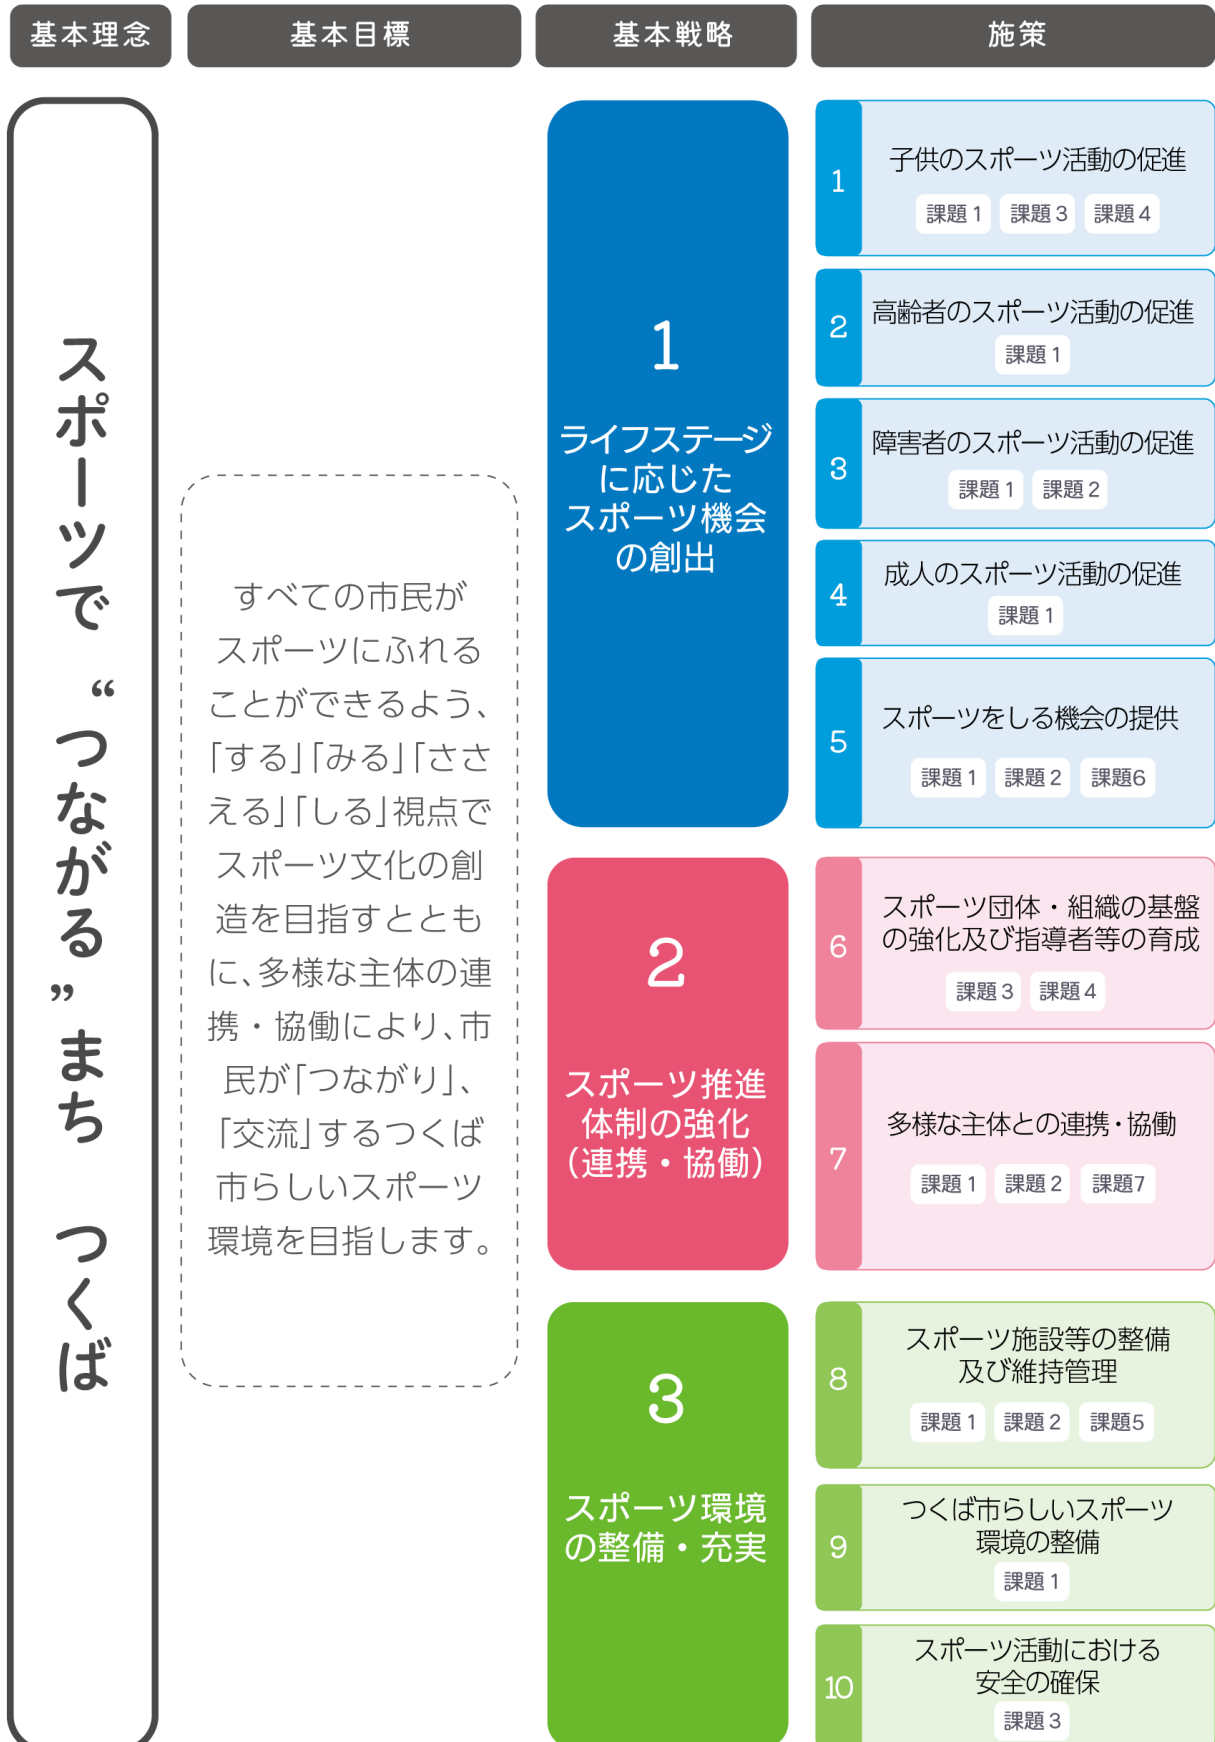 基本理念
基本目標
基本戦略
施策
スポーツで“つながる”まち つくば
すべての市民が
スポーツにふれる
ことができるよう、
「する」「みる」「ささ
える」「しる」視点で
スポーツ文化の創
造を目指すととも
に、多様な主体の連
携・協働により、市
民が「つながり」、
「交流」するつくば
市らしいスポーツ
環境を目指します。
1
ライフステージ
に応じた
スポーツ機会
の創出
1
子供のスポーツ活動の促進
課題1 課題3 課題4
2
高齢者のスポーツ活動の促進
課題1
3
障害者のスポーツ活動の促進
課題1 課題2
4
成人のスポーツ活動の促進
課題1
5
スポーツをしる機会の提供
課題1 課題2 課題6
2
スポーツ推進
体制の強化
（連携・協働）
6
スポーツ団体・組織の基盤
の強化及び指導者等の育成
課題3 課題4
7
多様な主体との連携・協働
課題1 課題2 課題7
3
スポーツ環境
の整備・充実
8
スポーツ施設等の整備
及び維持管理
課題1 課題2 課題5
9
つくば市らしいスポーツ
環境の整備
課題1
10
スポーツ活動における
安全の確保
課題3